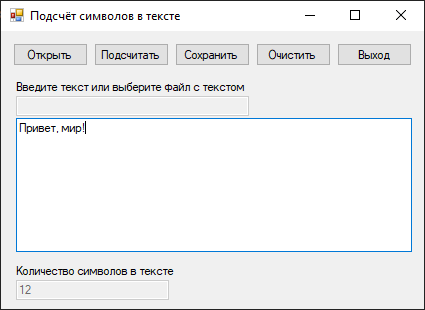 Подсчёт символов в тексте
Открыть Подсчитать Сохранить Очистить Выход
Введите текст или выберите файл с текстом
Привет, мир!
Количество символов в тексте
12